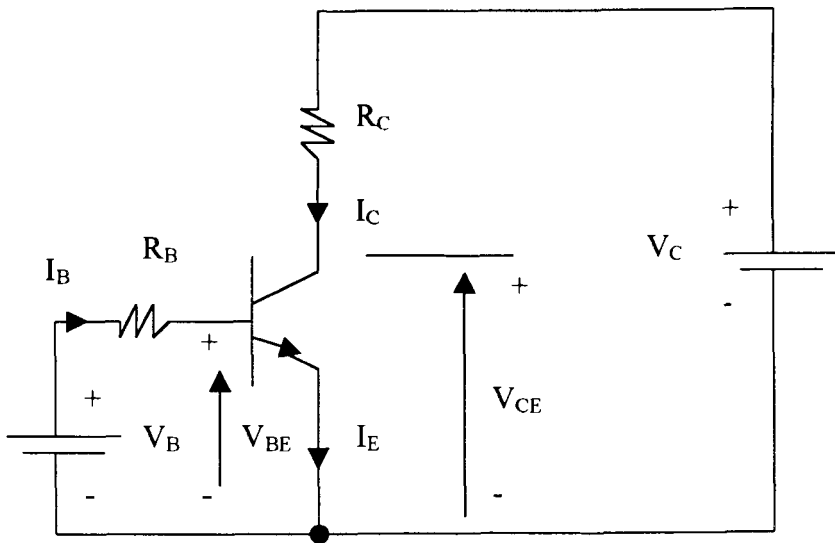 R_C
I_C
+
V_C
-
I_B
R_B
+
V_B
-
+
V_BE
-
I_E
+
V_CE
-